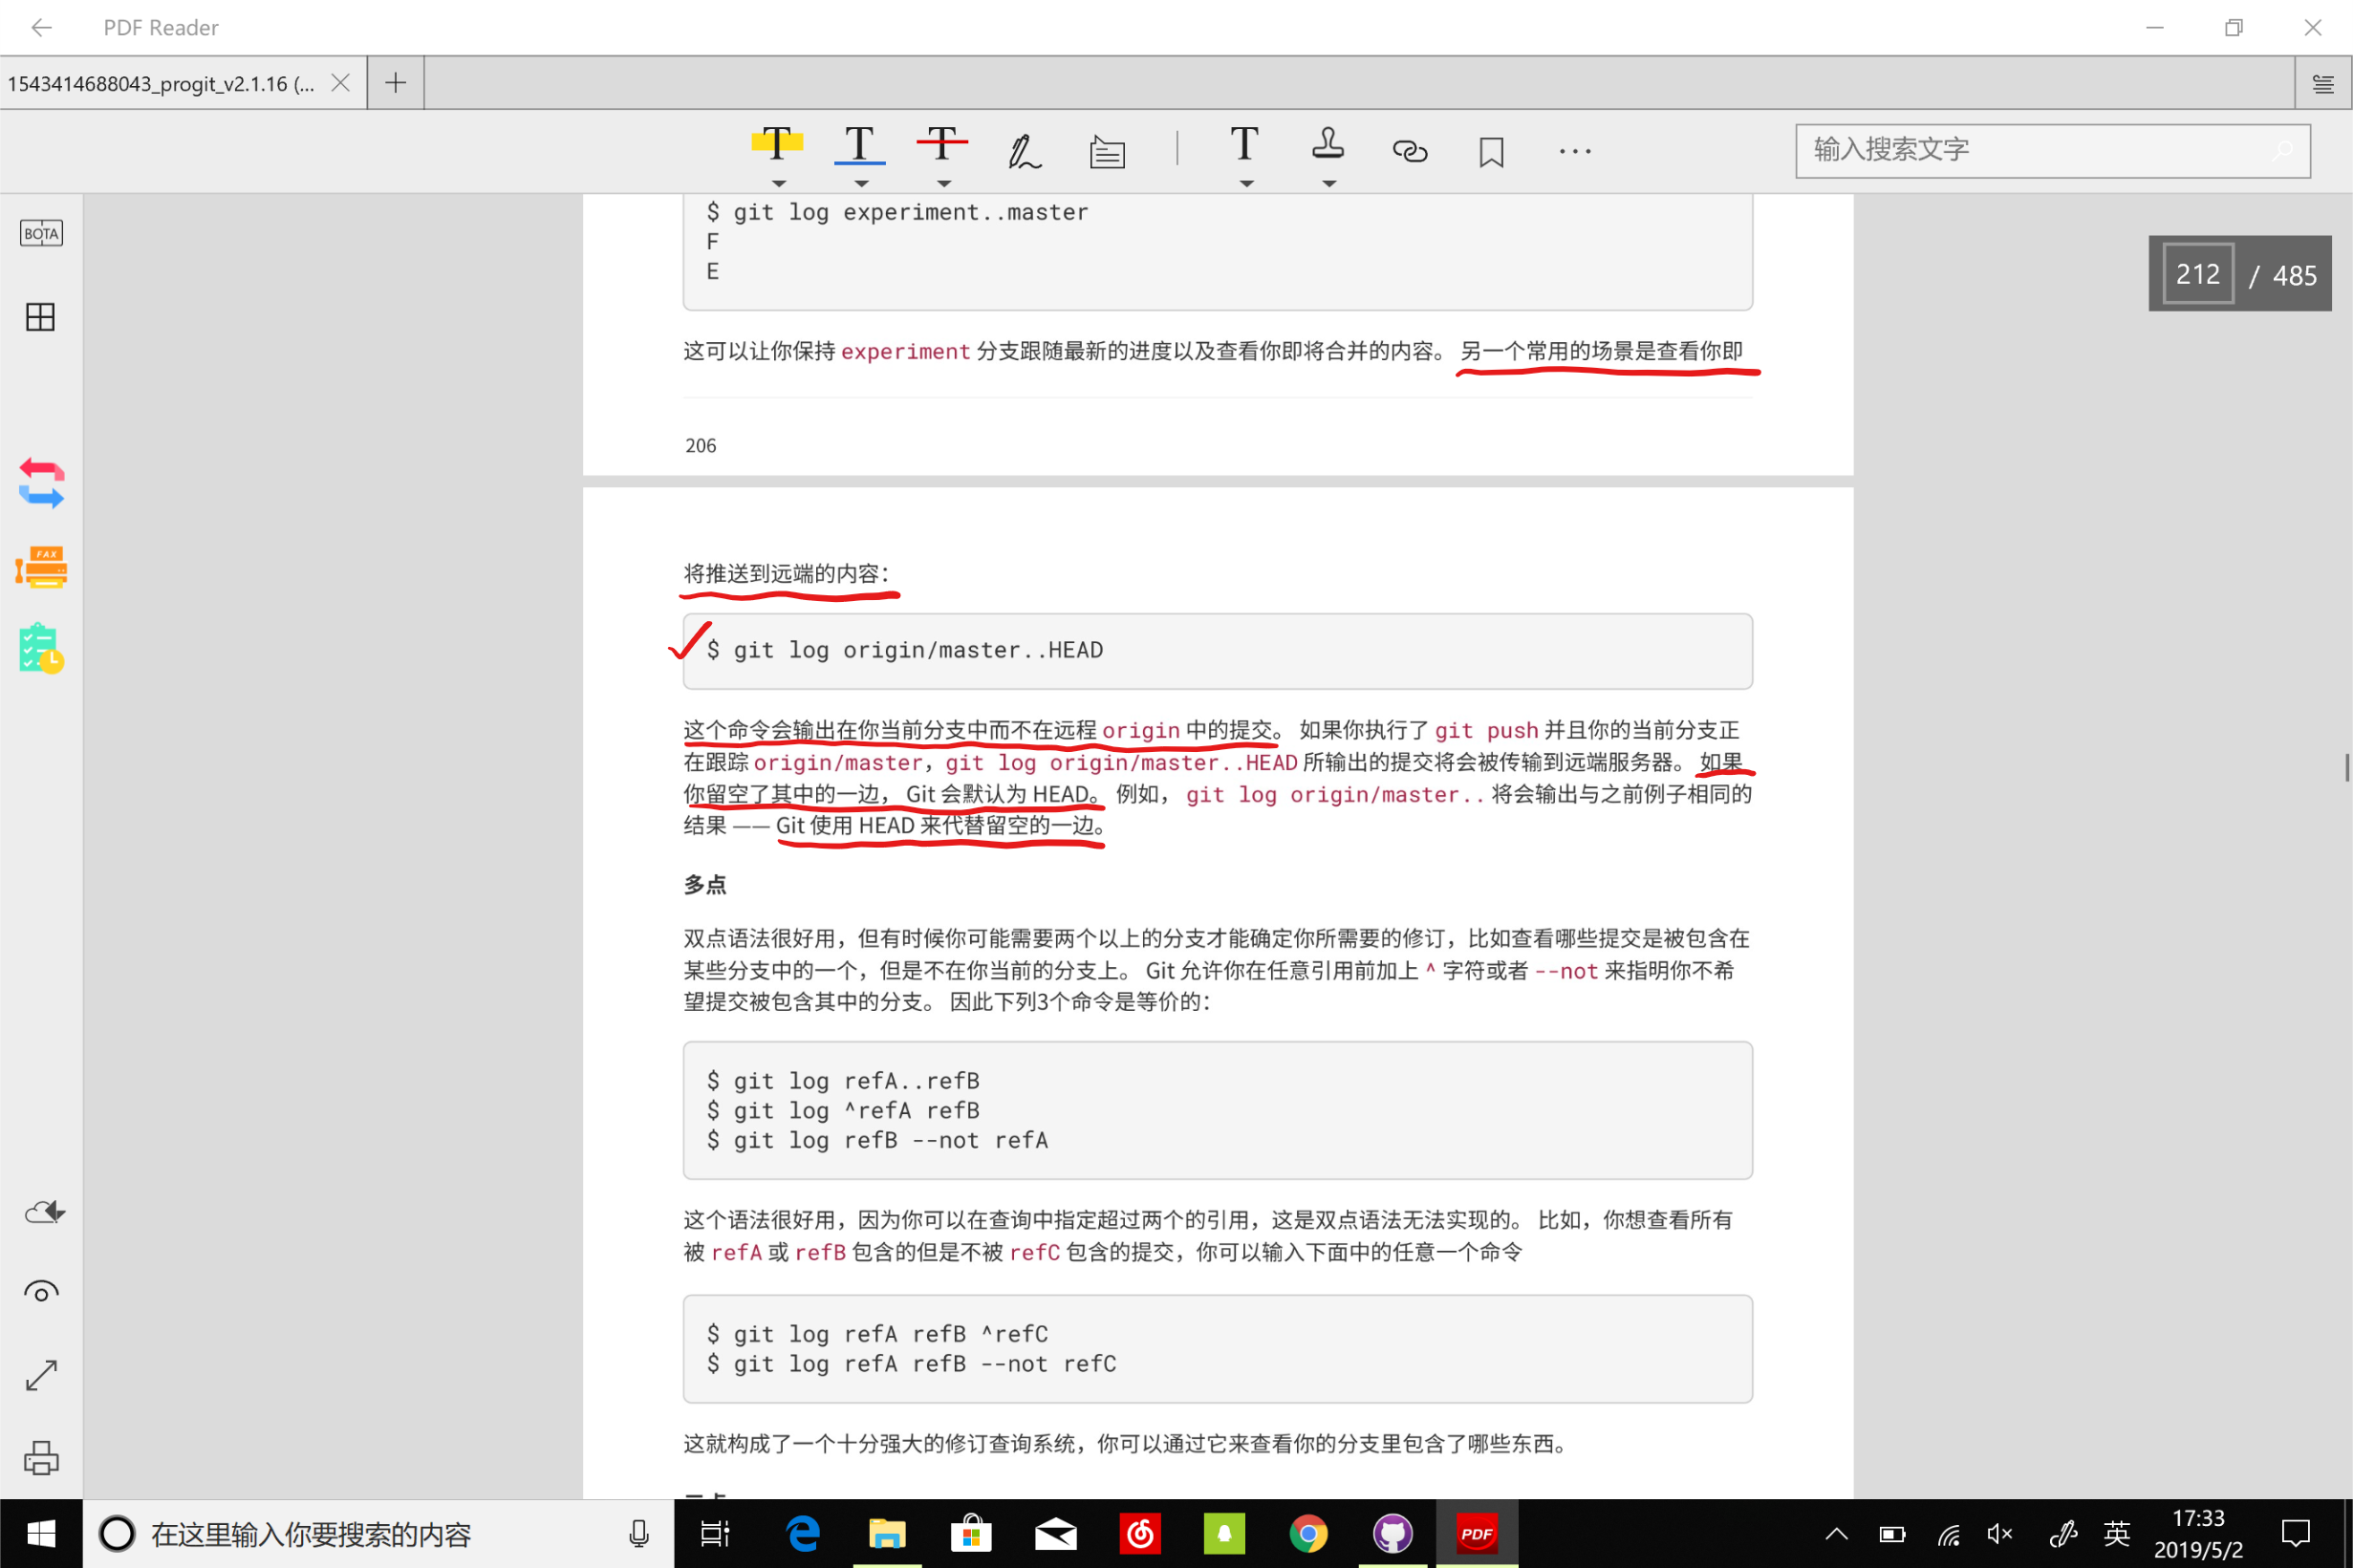 PDF Reader
1543414688043_progit_v2.1.16 (...
T T T T ···
输入搜索文字
BOTA
FAX
212 / 485
$ git log experiment..master
F
E
这可以让你保持 experiment 分支跟随最新的进度以及查看你即将合并的内容。 另一个常用的场景是查看你即
206
将推送到远端的内容：
$ git log origin/master..HEAD
这个命令会输出在你当前分支中而不在远程 origin 中的提交。 如果你执行了 git push 并且你的当前分支正
在跟踪 origin/master，git log origin/master..HEAD 所输出的提交将会被传输到远端服务器。 如果
你留空了其中的一边， Git 会默认为 HEAD。 例如， git log origin/master.. 将会输出与之前例子相同的
结果 —— Git 使用 HEAD 来代替留空的一边。
多点
双点语法很好用，但有时候你可能需要两个以上的分支才能确定你所需要的修订，比如查看哪些提交是被包含在
某些分支中的一个，但是不在你当前的分支上。 Git 允许你在任意引用前加上 ^ 字符或者 --not 来指明你不希
望提交被包含其中的分支。 因此下列3个命令是等价的：
$ git log refA..refB
$ git log ^refA refB
$ git log refB --not refA
这个语法很好用，因为你可以在查询中指定超过两个的引用，这是双点语法无法实现的。 比如，你想查看所有
被 refA 或 refB 包含的但是不被 refC 包含的提交，你可以输入下面中的任意一个命令
$ git log refA refB ^refC
$ git log refA refB --not refC
这就构成了一个十分强大的修订查询系统，你可以通过它来查看你的分支里包含了哪些东西。
在这里输入你要搜索的内容
PDF
英
17:33
2019/5/2